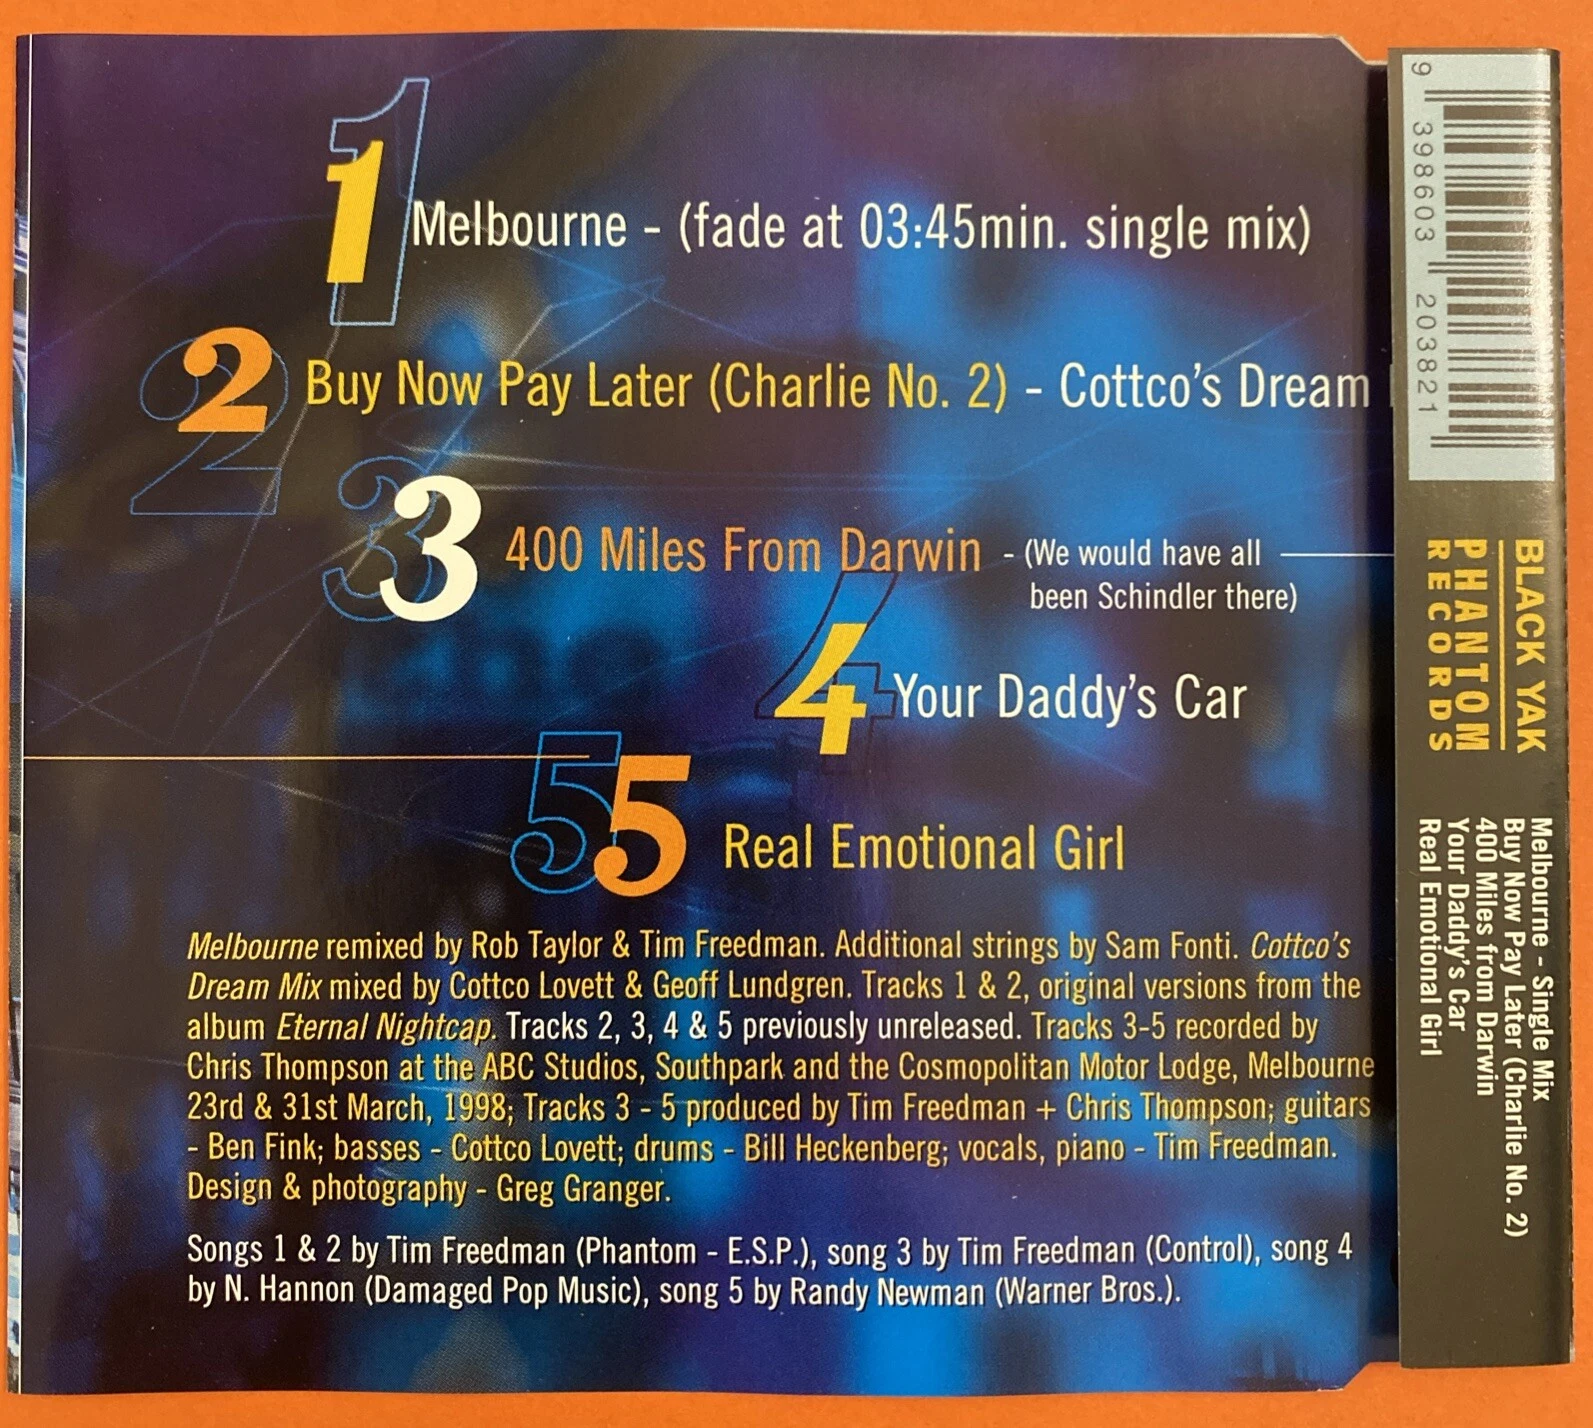 1 Melbourne - (fade at 03:45min. single mix)
2 Buy Now Pay Later (Charlie No. 2) - Cottco's Dream
3 400 Miles From Darwin - (We would have all
been Schindler there)
4 Your Daddy's Car
5 Real Emotional Girl
Melbourne remixed by Rob Taylor & Tim Freedman. Additional strings by Sam Fonti. Cottco's
Dream Mix mixed by Cottco Lovett & Geoff Lundgren. Tracks 1 & 2, original versions from the
album Eternal Nightcap. Tracks 2, 3, 4 & 5 previously unreleased. Tracks 3-5 recorded by
Chris Thompson at the ABC Studios, Southpark and the Cosmopolitan Motor Lodge, Melbourne
23rd & 31st March, 1998; Tracks 3 - 5 produced by Tim Freedman + Chris Thompson; guitars
- Ben Fink; basses - Cottco Lovett; drums - Bill Heckenberg; vocals, piano - Tim Freedman.
Design & photography - Greg Granger.
Songs 1 & 2 by Tim Freedman (Phantom - E.S.P.), song 3 by Tim Freedman (Control), song 4
by N. Hannon (Damaged Pop Music), song 5 by Randy Newman (Warner Bros.).
9 398603 203821
BLACK YAK
PHANTOM
RECORDS
Melbourne - Single Mix
Buy Now Pay Later (Charlie No. 2)
400 Miles from Darwin
Your Daddy's Car
Real Emotional Girl